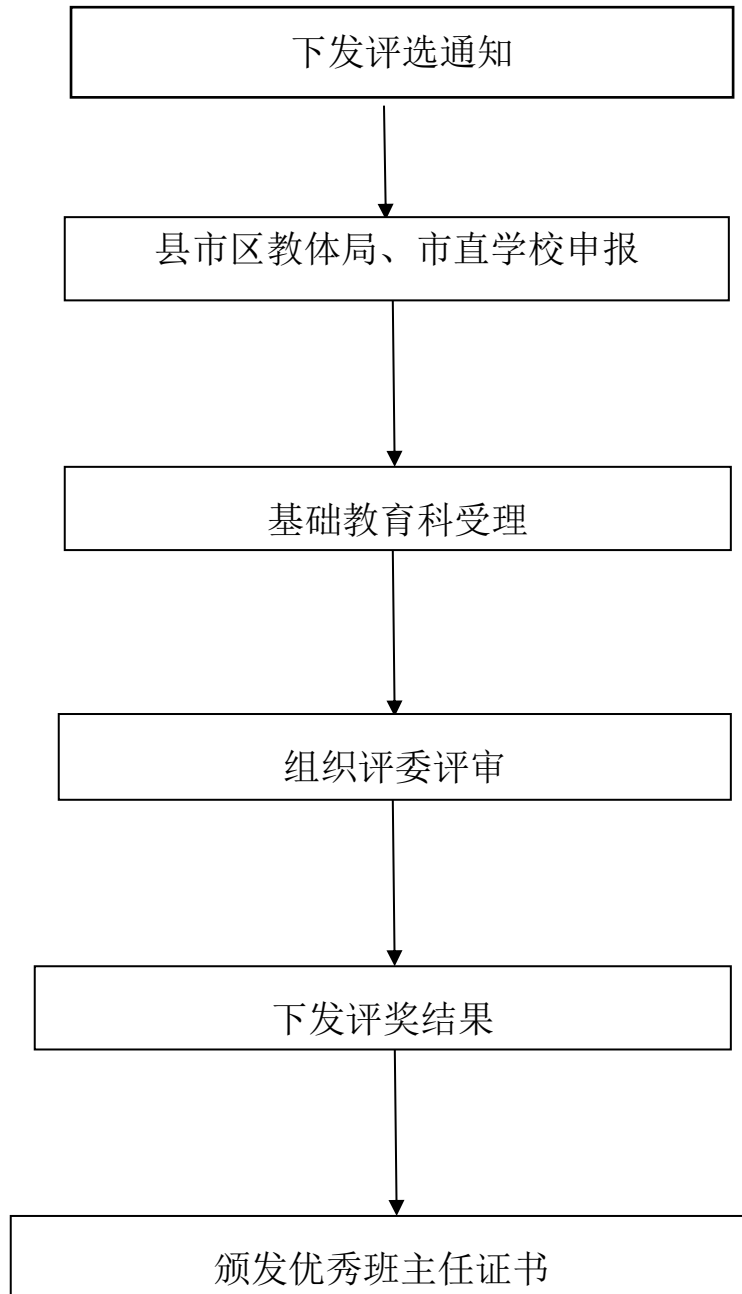 下发评选通知
县市区教体局、市直学校申报
基础教育科受理
组织评委评审
下发评奖结果
颁发优秀班主任证书